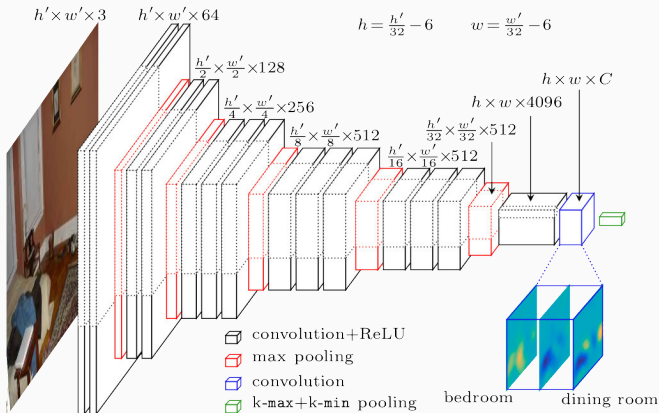 h′×w′×3
h′×w′×64
h = h′/32 − 6
w = w′/32 − 6
h′/2 × w′/2 ×128
h′/4 × w′/4 ×256
h′/8 × w′/8 ×512
h′/16 × w′/16 ×512
h′/32 × w′/32 ×512
h×w×4096
h×w×C
convolution+ReLU
max pooling
convolution
k-max+k-min pooling
bedroom
dining room